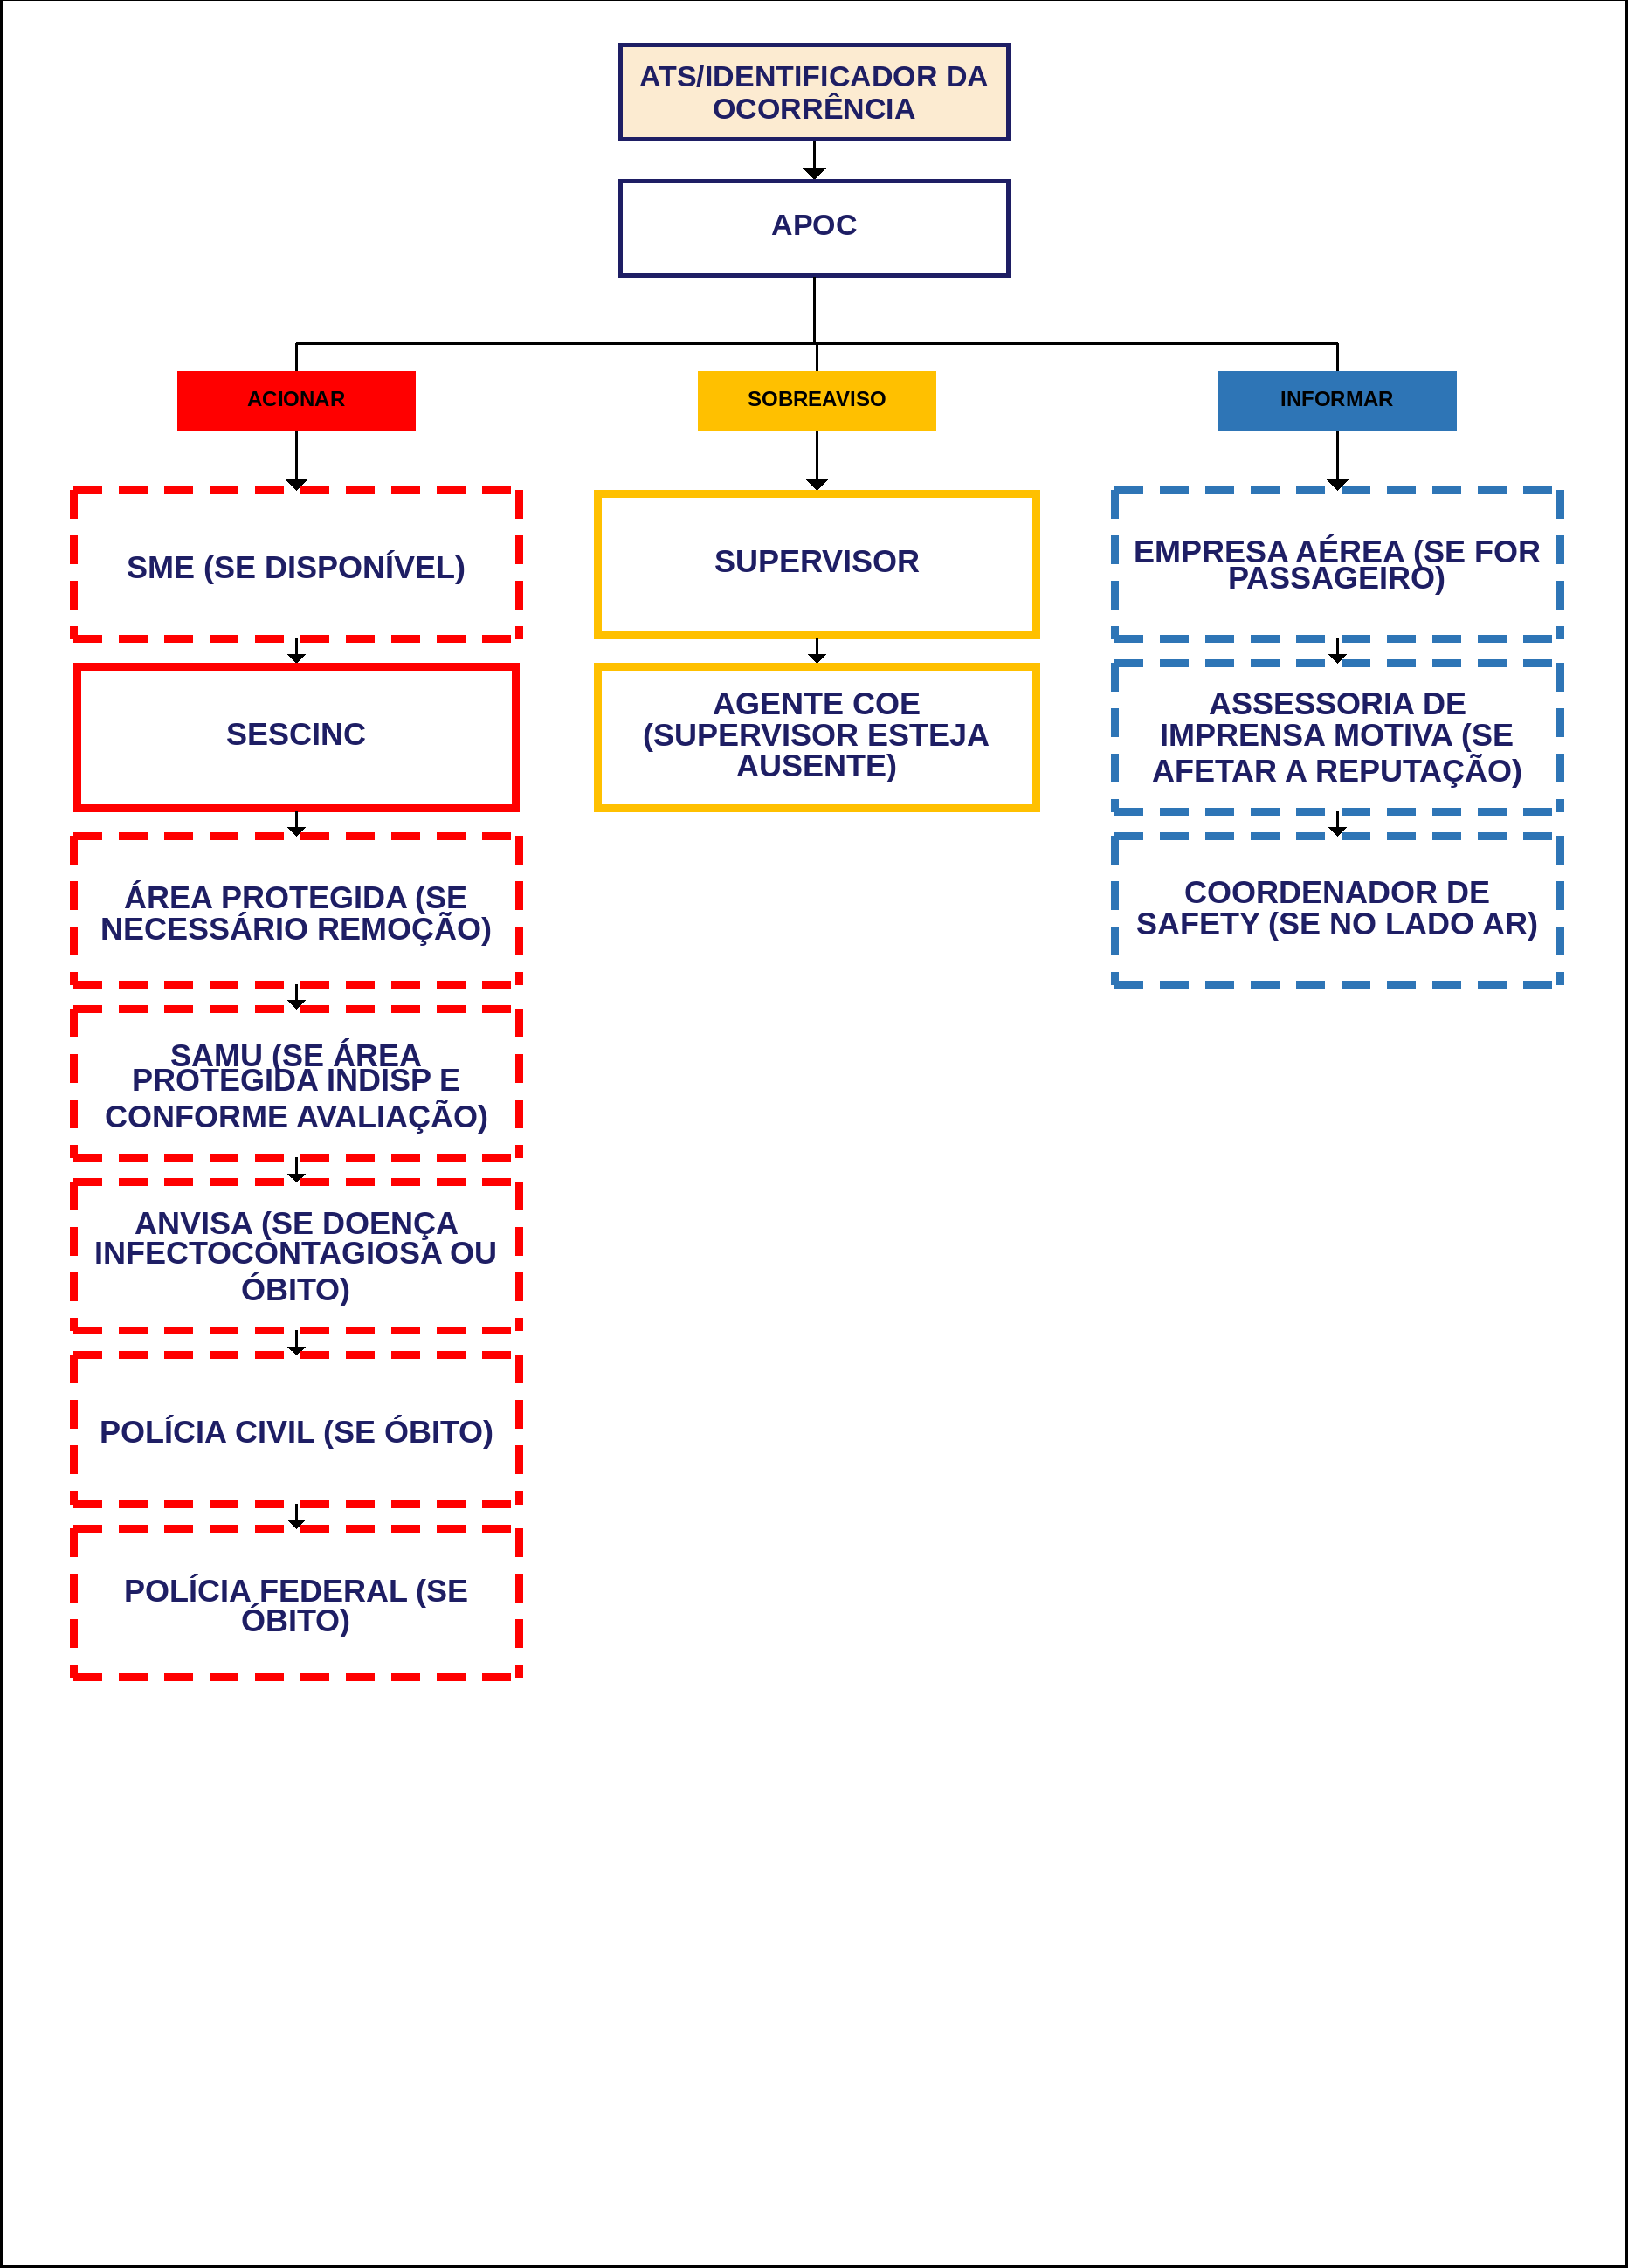 ATS/IDENTIFICADOR DA
OCORRÊNCIA
APOC
ACIONAR
SOBREAVISO
INFORMAR
SME (SE DISPONÍVEL)
SESCINC
ÁREA PROTEGIDA (SE
NECESSÁRIO REMOÇÃO)
SAMU (SE ÁREA
PROTEGIDA INDISP E
CONFORME AVALIAÇÃO)
ANVISA (SE DOENÇA
INFECTOCONTAGIOSA OU
ÓBITO)
POLÍCIA CIVIL (SE ÓBITO)
POLÍCIA FEDERAL (SE
ÓBITO)
SUPERVISOR
AGENTE COE
(SUPERVISOR ESTEJA
AUSENTE)
EMPRESA AÉREA (SE FOR
PASSAGEIRO)
ASSESSORIA DE
IMPRENSA MOTIVA (SE
AFETAR A REPUTAÇÃO)
COORDENADOR DE
SAFETY (SE NO LADO AR)